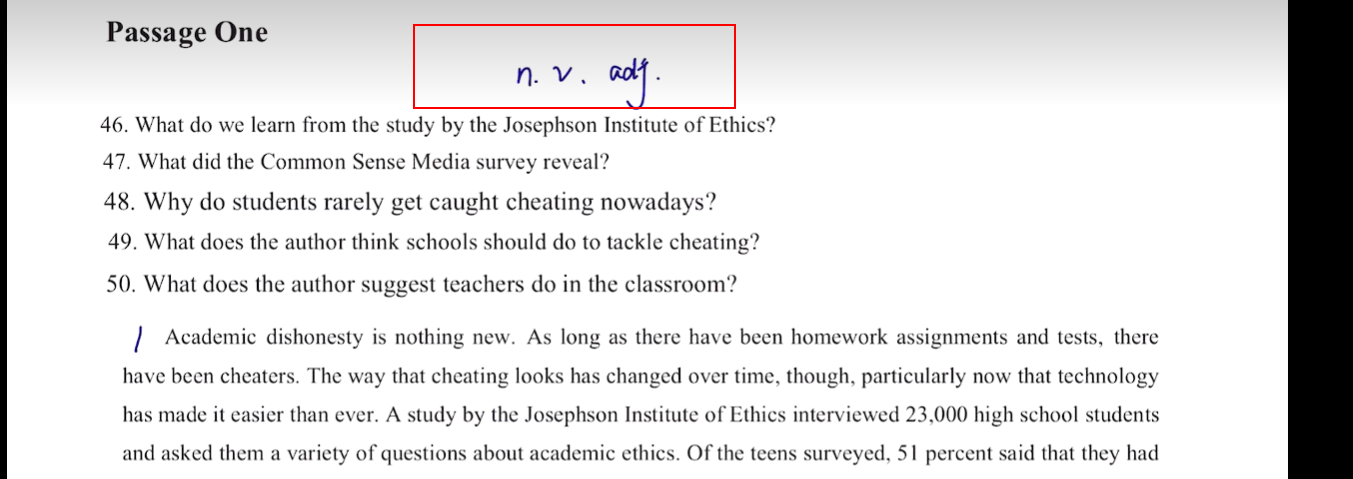 Passage One
n. v. adj.
46. What do we learn from the study by the Josephson Institute of Ethics?
47. What did the Common Sense Media survey reveal?
48. Why do students rarely get caught cheating nowadays?
49. What does the author think schools should do to tackle cheating?
50. What does the author suggest teachers do in the classroom?
1 Academic dishonesty is nothing new. As long as there have been homework assignments and tests, there
have been cheaters. The way that cheating looks has changed over time, though, particularly now that technology
has made it easier than ever. A study by the Josephson Institute of Ethics interviewed 23,000 high school students
and asked them a variety of questions about academic ethics. Of the teens surveyed, 51 percent said that they had